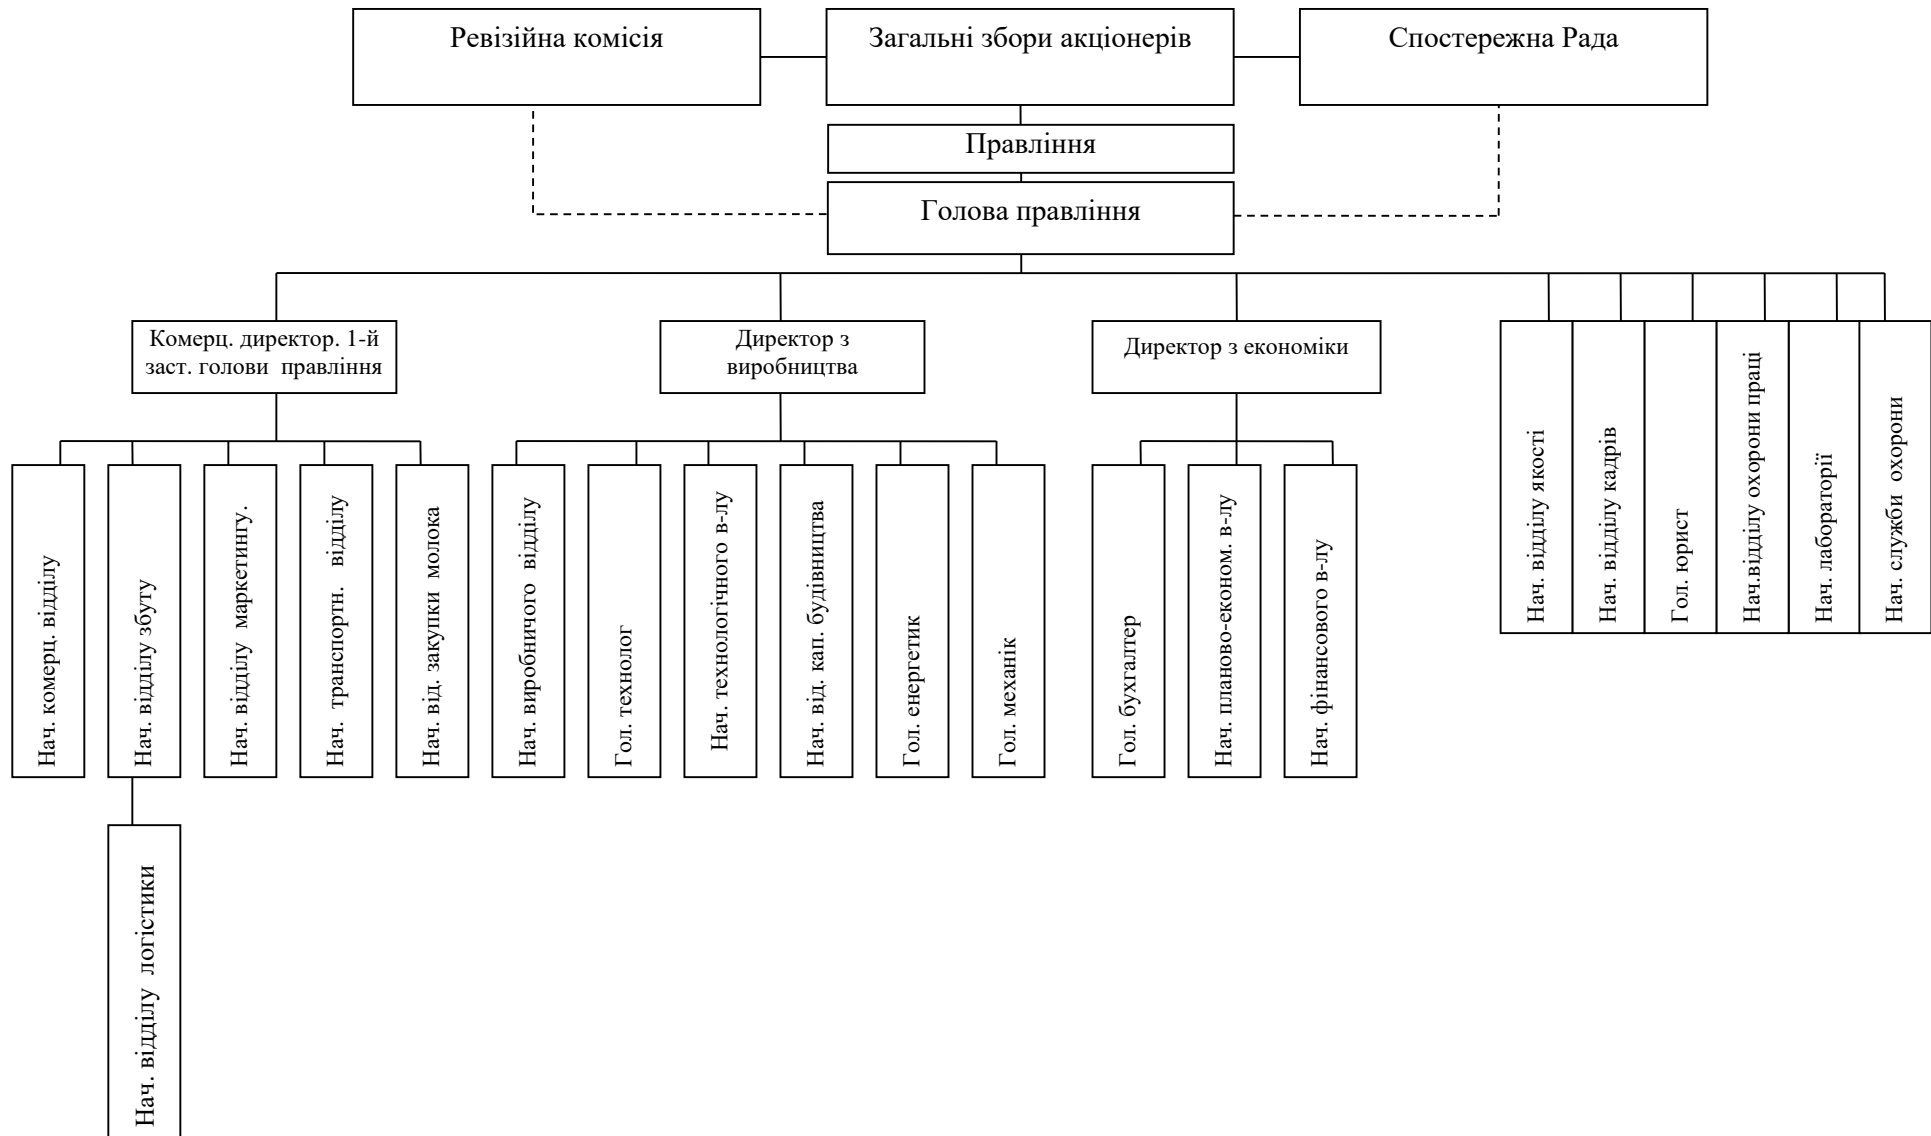 Ревізійна комісія
Загальні збори акціонерів
Спостережна Рада
Правління
Голова правління
Комерц. директор. 1-й
заст. голови правління
Директор з
виробництва
Директор з економіки
Нач. комерц. відділу
Нач. відділу збуту
Нач. відділу маркетингу.
Нач. транспортн. відділу
Нач. від. закупки молока
Нач. виробничого відділу
Гол. технолог
Нач. технологічного в-лу
Нач. від. кап. будівництва
Гол. енергетик
Гол. механік
Гол. бухгалтер
Нач. планово-економ. в-лу
Нач. фінансового в-лу
Нач. відділу якості
Нач. відділу кадрів
Гол. юрист
Нач.відділу охорони праці
Нач. лабораторії
Нач. служби охорони
Нач. відділу логістики